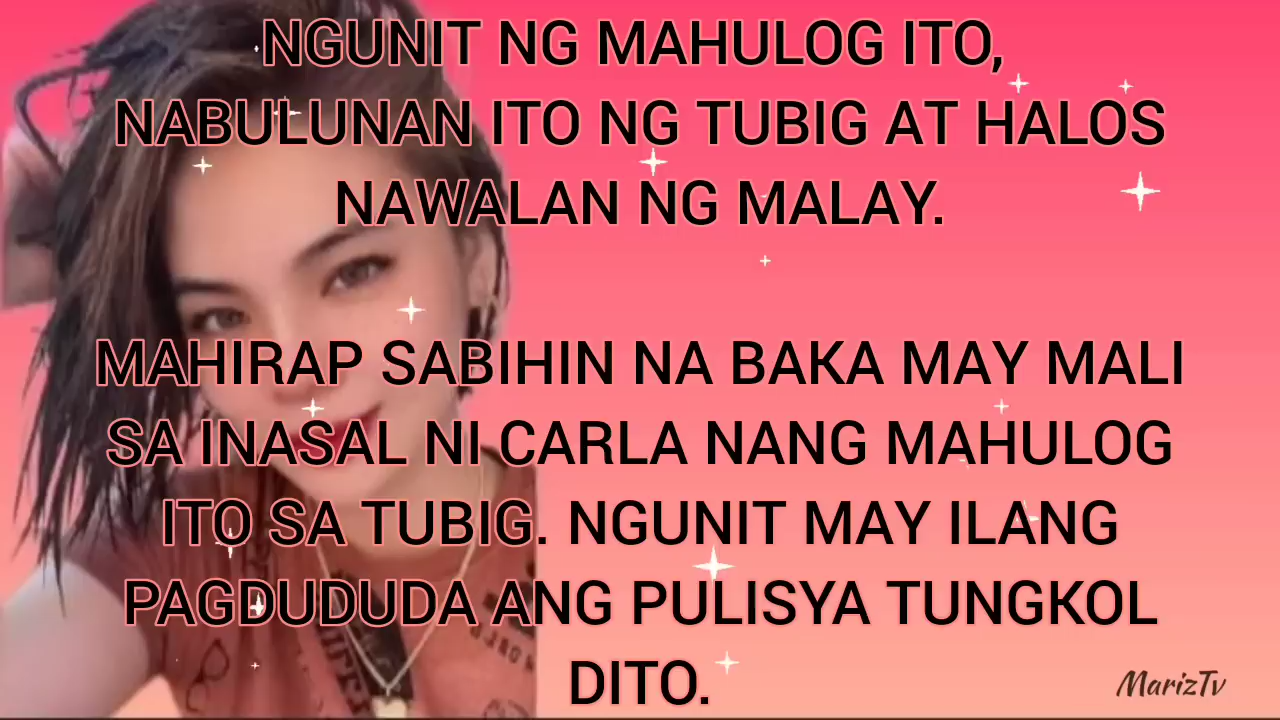 NGUNIT NG MAHULOG ITO,
NABULUNAN ITO NG TUBIG AT HALOS
NAWALAN NG MALAY.
MAHIRAP SABIHIN NA BAKA MAY MALI
SA INASAL NI CARLA NANG MAHULOG
ITO SA TUBIG. NGUNIT MAY ILANG
PAGDUDUDA ANG PULISYA TUNGKOL
DITO.
MarizTv